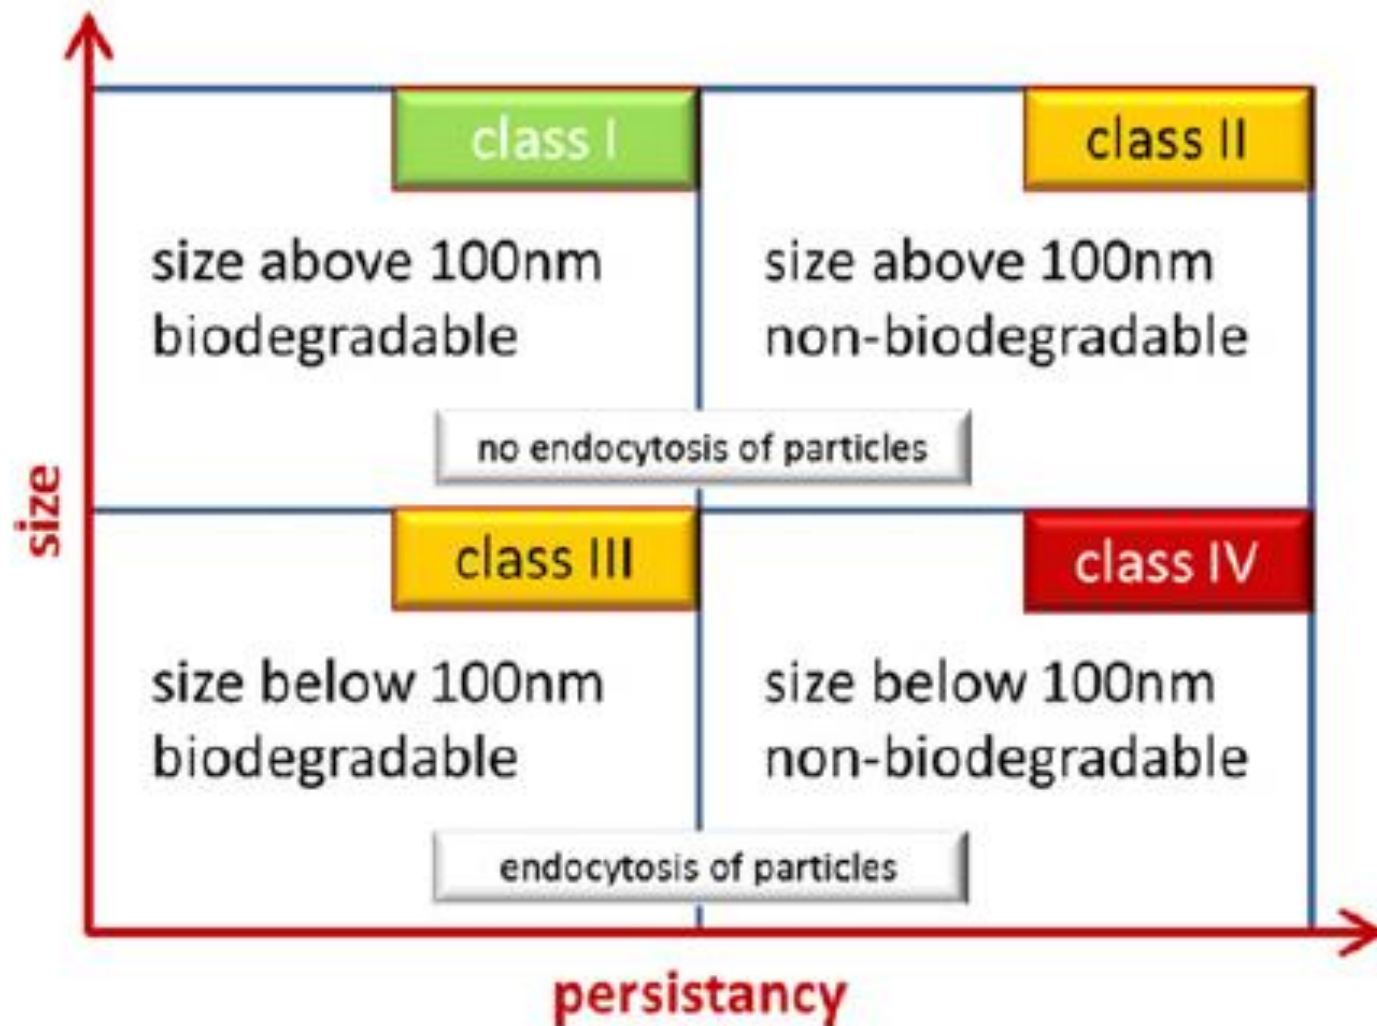 class I
class II
size above 100nm
biodegradable
size above 100nm
non-biodegradable
no endocytosis of particles
size
class III
class IV
size below 100nm
biodegradable
size below 100nm
non-biodegradable
endocytosis of particles
persistancy